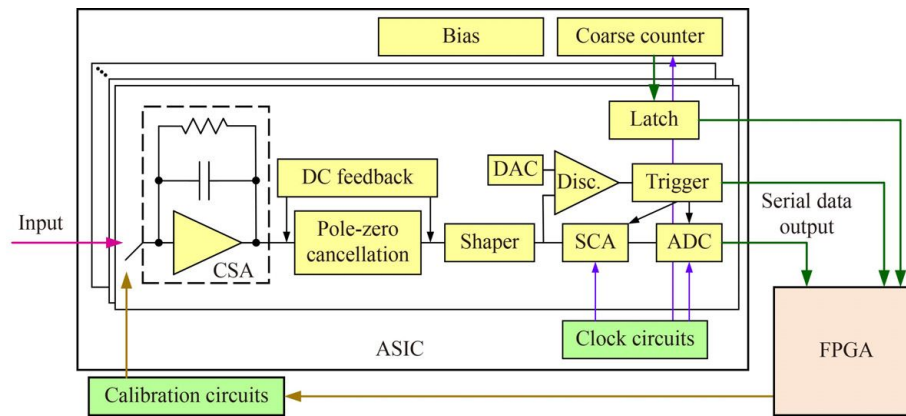 Bias
Coarse counter
Latch
DAC
Disc.
Trigger
DC feedback
Serial data
output
Input
Pole-zero
cancellation
Shaper
SCA
ADC
CSA
Clock circuits
ASIC
FPGA
Calibration circuits